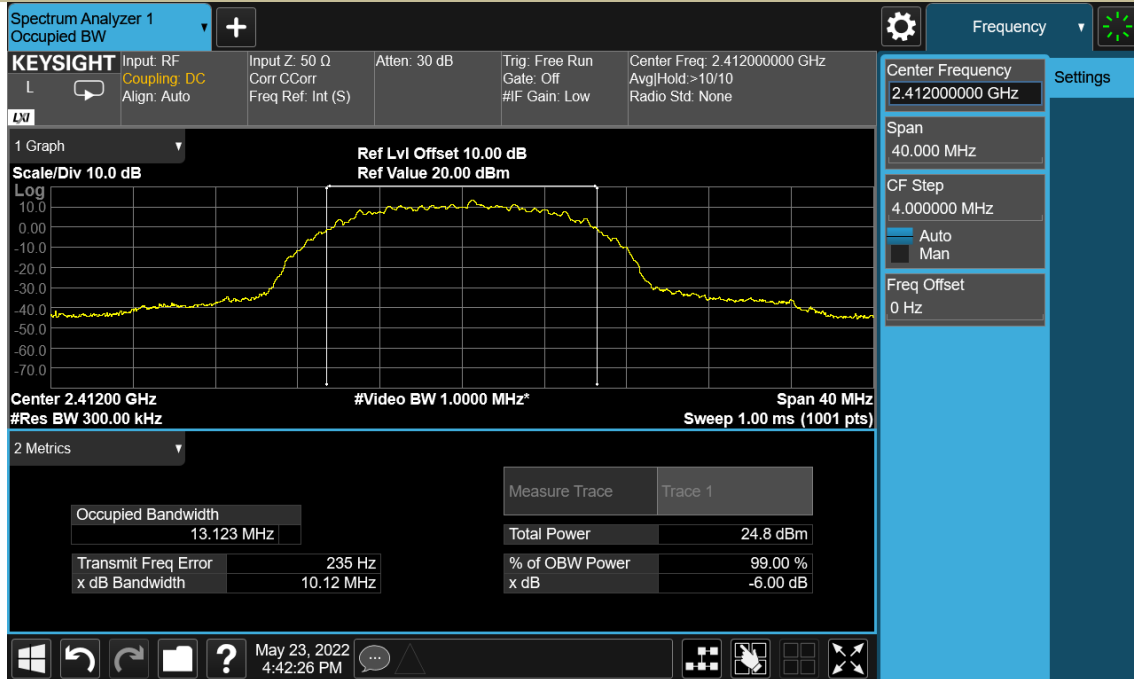 Spectrum Analyzer 1
Occupied BW
Frequency
KEYSIGHT
L
LXI
Input: RF
Coupling: DC
Align: Auto
Input Z: 50 Ω
Corr CCorr
Freq Ref: Int (S)
Atten: 30 dB
Trig: Free Run
Gate: Off
#IF Gain: Low
Center Freq: 2.412000000 GHz
Avg|Hold:>10/10
Radio Std: None
Center Frequency
2.412000000 GHz
Settings
Span
40.000 MHz
CF Step
4.000000 MHz
Auto
Man
Freq Offset
0 Hz
1 Graph
Scale/Div 10.0 dB
Ref Lvl Offset 10.00 dB
Ref Value 20.00 dBm
Log
10.0
0.00
-10.0
-20.0
-30.0
-40.0
-50.0
-60.0
-70.0
Center 2.41200 GHz
#Video BW 1.0000 MHz*
Span 40 MHz
#Res BW 300.00 kHz
Sweep 1.00 ms (1001 pts)
2 Metrics
Measure Trace
Trace 1
Occupied Bandwidth
13.123 MHz
Total Power
24.8 dBm
Transmit Freq Error
235 Hz
% of OBW Power
99.00 %
x dB Bandwidth
10.12 MHz
x dB
-6.00 dB
?
May 23, 2022
4:42:26 PM